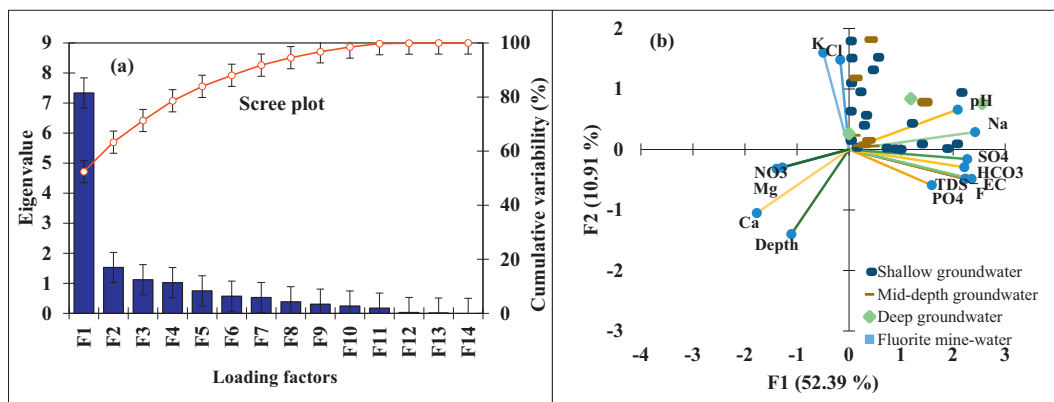 (a)
Scree plot
Eigenvalue
9
8
7
6
5
4
3
2
1
0
100
80
60
40
20
0
Cumulative variability (%)
F1
F2
F3
F4
F5
F6
F7
F8
F9
F10
F11
F12
F13
F14
Loading factors
(b)
F2 (10.91 %)
2
1
0
-1
-2
-3
K
Cl
pH
Na
SO4
HCO3
EC
TDS
F
PO4
NO3
Mg
Ca
Depth
Shallow groundwater
Mid-depth groundwater
Deep groundwater
Fluorite mine-water
-4
-3
-2
-1
0
1
2
3
F1 (52.39 %)